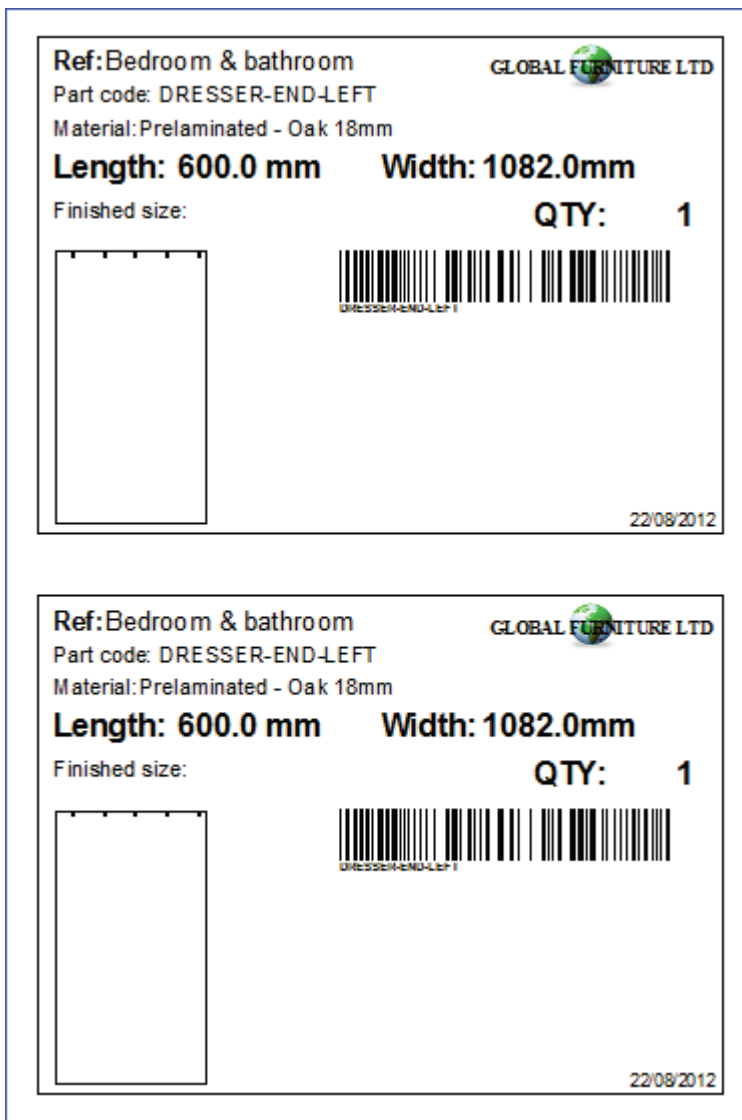 Ref:Bedroom & bathroom
GLOBAL FURNITURE LTD
Part code: DRESSER-END-LEFT
Material:Prelaminated - Oak 18mm
Length: 600.0 mm Width: 1082.0mm
Finished size: QTY: 1
DRESSER-END-LEFT
22/08/2012
Ref:Bedroom & bathroom
GLOBAL FURNITURE LTD
Part code: DRESSER-END-LEFT
Material:Prelaminated - Oak 18mm
Length: 600.0 mm Width: 1082.0mm
Finished size: QTY: 1
DRESSER-END-LEFT
22/08/2012